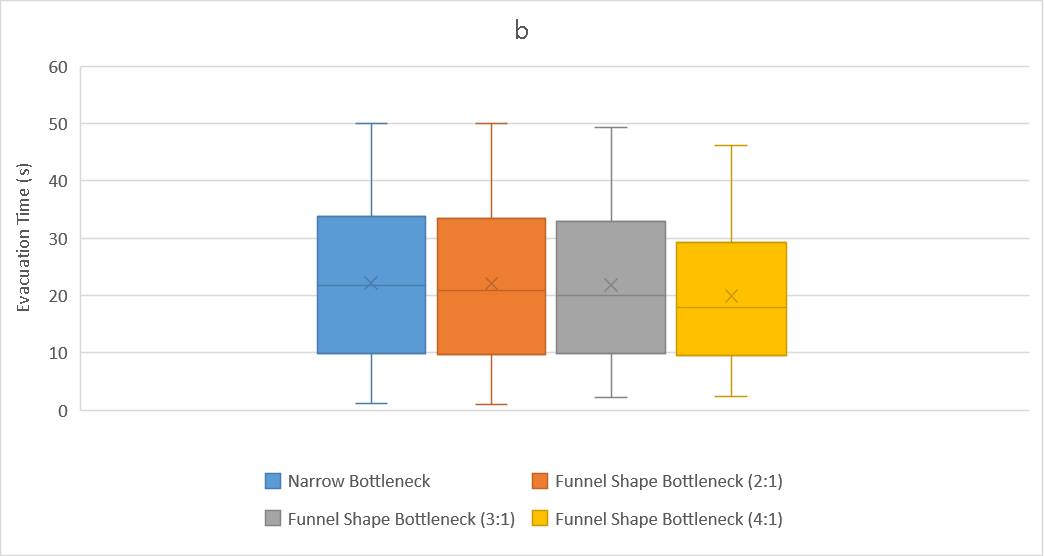 b
60
50
40
30
20
10
0
Evacuation Time (s)
Narrow Bottleneck
Funnel Shape Bottleneck (2:1)
Funnel Shape Bottleneck (3:1)
Funnel Shape Bottleneck (4:1)